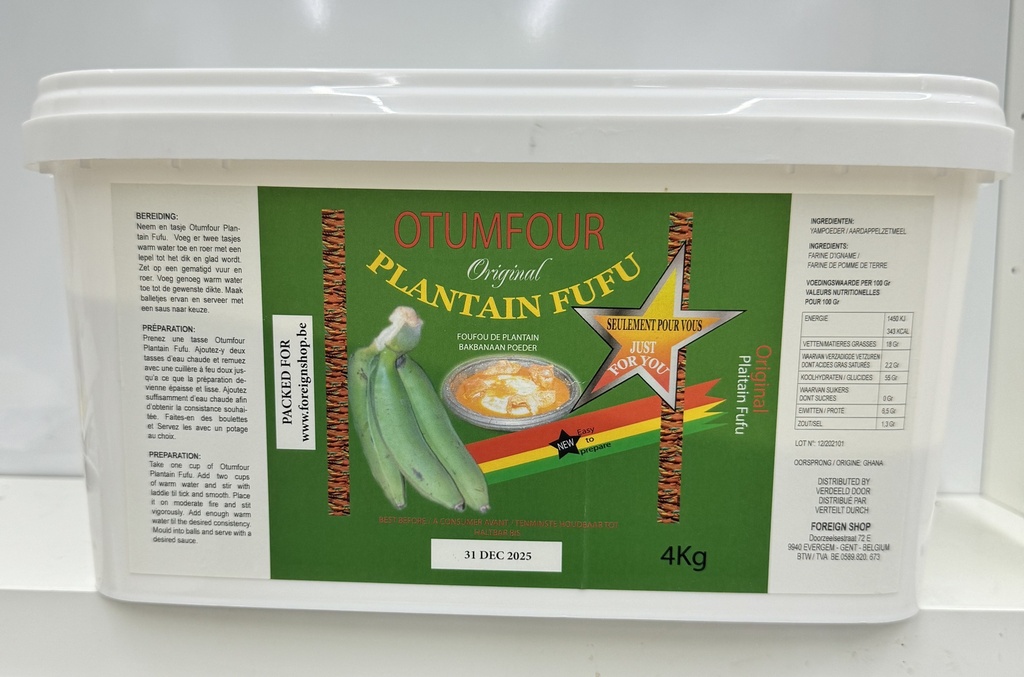 BEREIDING:
Neem en tasje Otumfour Plan-
tain Fufu. Voeg er twee tasjes
warm water toe en roer met een
lepel tot het dik en glad wordt.
Zet op een gematigd vuur en
roer. Voeg genoeg warm water
toe tot de gewenste dikte. Maak
balletjes ervan en serveer met
een saus naar keuze.
PRÉPARATION:
Prenez une tasse Otumfour
Plantain Fufu. Ajoutez-y deux
tasses d'eau chaude et remuez
avec une cuillère à feu doux jus-
qu'a ce que la préparation de-
vienne épaisse et lisse. Ajoutez
suffisamment d'eau chaude afin
d'obtenir la consistance souhai-
tée. Faites-en des boulettes
et Servez les avec un potage
au choix.
PREPARATION:
Take one cup of Otumfour
Plantain Fufu. Add two cups
of warm water and stir with
laddle til tick and smooth. Place
it on moderate fire and stit
vigorously. Add enough warm
water til the desired consistency.
Mould into balls and serve with a
desired sauce.
PACKED FOR
www.foreignshop.be
OTUMFOUR
Original
PLANTAIN FUFU
FOUFOU DE PLANTAIN
BAKBANAAN POEDER
SEULEMENT POUR VOUS
JUST
FOR YOU
NEW
Easy
to
prepare
Original
Plaitain Fufu
BEST BEFORE - A CONSUMER AVANT - TENMINSTE HOUDBAAR TOT
HALTBAR BIS
31 DEC 2025
4Kg
INGREDIENTEN:
YAMPOEDER / AARDAPPELZETMEEL
INGREDIENTS:
FARINE D'IGNAME /
FARINE DE POMME DE TERRE
VOEDINGSWAARDE PER 100 Gr
VALEURS NUTRITIONELLES
POUR 100 Gr
ENERGIE 1450 KJ
343 KCAL
VETTEN/MATIERES GRASSES 18 Gr
WAARVAN VERZADIGDE VETZUREN
DONT ACIDES GRAS SATURES 2,2 Gr
KOOLHYDRATEN / GLUCIDES 55 Gr
WAARVAN SUIKERS
DONT SUCRES 0 Gr
EIWITTEN / PROTE 6,5 Gr
ZOUT/SEL 1,3 Gr
LOT N°: 12/202101
OORSPRONG / ORIGINE: GHANA
DISTRIBUTED BY
VERDEELD DOOR
DISTRIBUÉ PAR
VERTEILT DURCH
FOREIGN SHOP
Doorzeelsestraat 72 E
9940 EVERGEM - GENT - BELGIUM
BTW / TVA BE.0589.820. 673